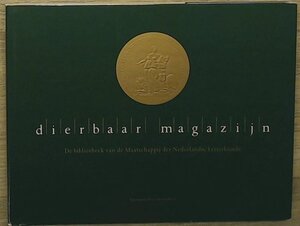 dierbaar magazijn
De bibliotheek van de Maatschappij der Nederlandse Letterkunde